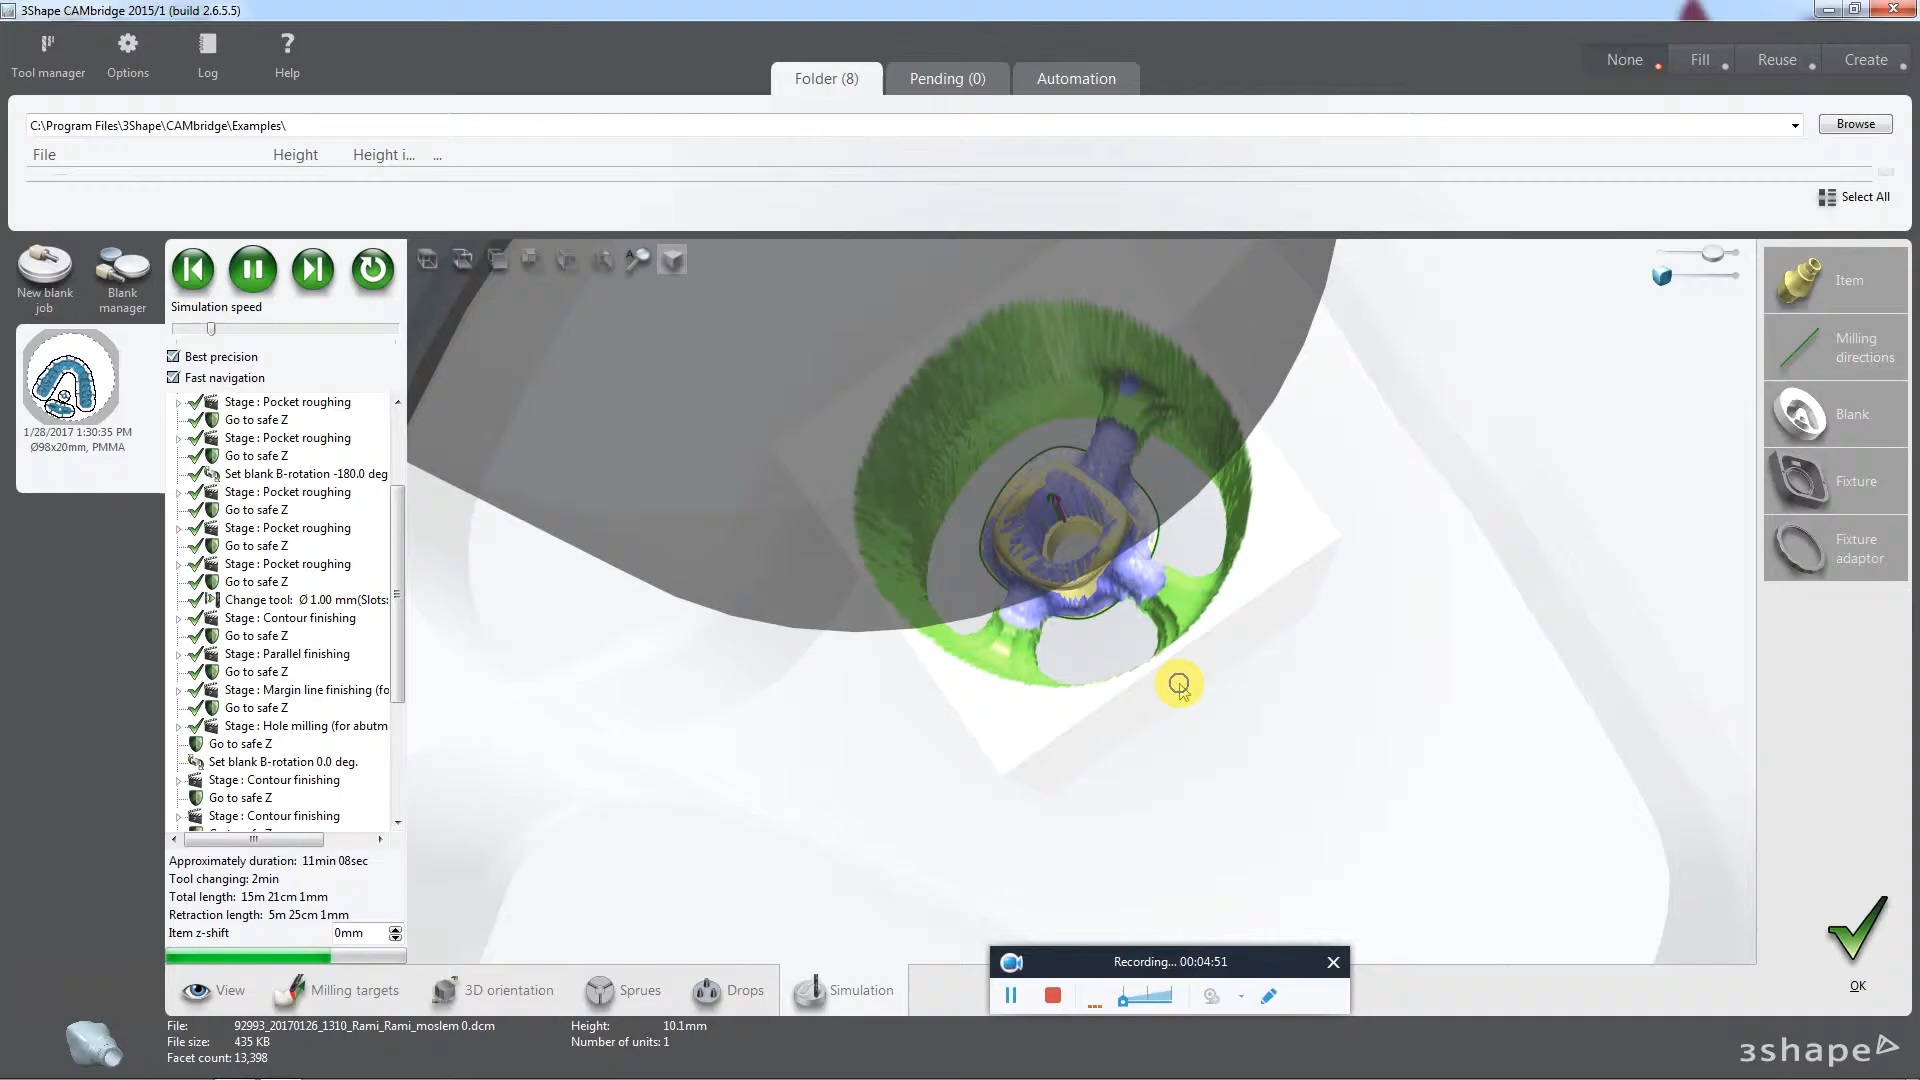 3Shape CAMbridge 2015/1 (build 2.6.5.5)
Tool manager
Options
Log
Help
Folder (8)
Pending (0)
Automation
None
Fill
Reuse
Create
C:\Program Files\3Shape\CAMbridge\Examples\
Browse
File
Height
Height i...
...
Select All
New blank
job
Blank
manager
1/28/2017 1:30:35 PM
Ø98x20mm, PMMA
Simulation speed
Best precision
Fast navigation
Stage : Pocket roughing
Go to safe Z
Stage : Pocket roughing
Go to safe Z
Set blank B-rotation -180.0 deg
Stage : Pocket roughing
Go to safe Z
Stage : Pocket roughing
Go to safe Z
Stage : Pocket roughing
Go to safe Z
Change tool: Ø 1.00 mm(Slots:
Stage : Contour finishing
Go to safe Z
Stage : Parallel finishing
Go to safe Z
Stage : Margin line finishing (fo
Go to safe Z
Stage : Hole milling (for abutm
Go to safe Z
Set blank B-rotation 0.0 deg.
Stage : Contour finishing
Go to safe Z
Stage : Contour finishing
Approximately duration: 11min 08sec
Tool changing: 2min
Total length: 15m 21cm 1mm
Retraction length: 5m 25cm 1mm
Item z-shift
0mm
Item
Milling
directions
Blank
Fixture
Fixture
adaptor
OK
View
Milling targets
3D orientation
Sprues
Drops
Simulation
Recording... 00:04:51
File: 92993_20170126_1310_Rami_Rami_moslem 0.dcm
File size: 435 KB
Facet count: 13,398
Height: 10.1mm
Number of units: 1
3shape